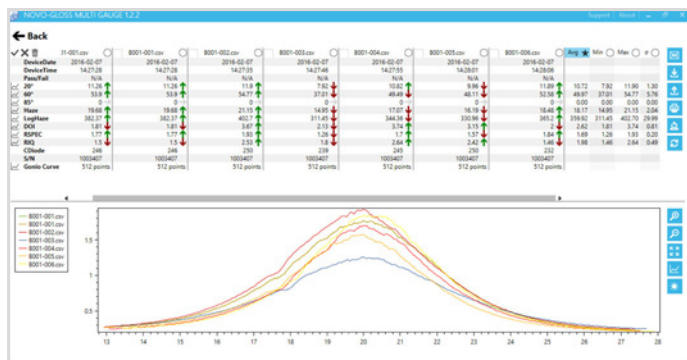 NOVO-GLOSS MULTI GAUGE 1.2.2 Support About
Back
J1-001.csv B001-001.csv B001-002.csv B001-003.csv B001-004.csv B001-005.csv B001-006.csv Avg Min Max σ
DeviceDate 2016-02-07 2016-02-07 2016-02-07 2016-02-07 2016-02-07 2016-02-07 2016-02-07
DeviceTime 14:27:28 14:27:28 14:27:35 14:27:46 14:27:55 14:28:01 14:28:06
Pass/Fail N/A N/A N/A N/A N/A N/A N/A
20° 11.26 11.26 11.9 7.92 10.82 9.96 11.89 10.72 7.92 11.90 1.30
60° 53.9 53.9 54.77 37.01 49.49 48.11 52.58 49.97 37.01 54.77 5.76
85° 0 0 0 0 0 0 0 0.00 0.00 0.00 0.00
Haze 19.68 19.68 21.15 14.95 17.07 16.19 18.48 18.17 14.95 21.15 2.04
LogHaze 382.37 382.37 402.7 311.45 344.36 330.96 365.2 359.92 311.45 402.70 29.99
DOI 1.81 1.81 3.67 2.13 3.74 3.15 2 2.62 1.81 3.74 0.81
RSPEC 1.77 1.77 1.93 1.26 1.7 1.57 1.84 1.69 1.26 1.93 0.20
RIQ 1.5 1.5 2.53 1.8 2.64 2.42 1.46 1.98 1.46 2.64 0.49
CDiode 246 246 250 239 245 250 232
S/N 1003407 1003407 1003407 1003407 1003407 1003407 1003407
Gonio Curve 512 points 512 points 512 points 512 points 512 points 512 points 512 points
B001-001.csv
B001-001.csv
B001-002.csv
B001-003.csv
B001-004.csv
B001-005.csv
B001-006.csv
1.5
1
0.5
13 14 15 16 17 18 19 20 21 22 23 24 25 26 27 28